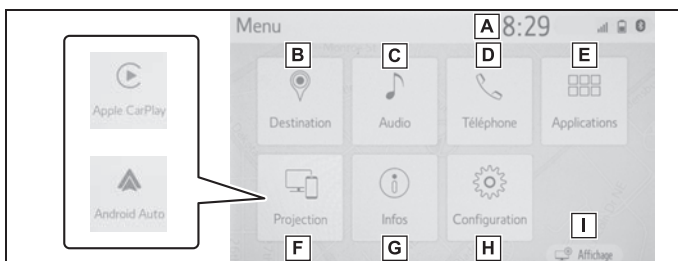 Menu
A
8:29
B
C
D
E
Apple CarPlay
Destination
Audio
Téléphone
Applications
Android Auto
Projection
Infos
Configuration
I
F
G
H
Affichage